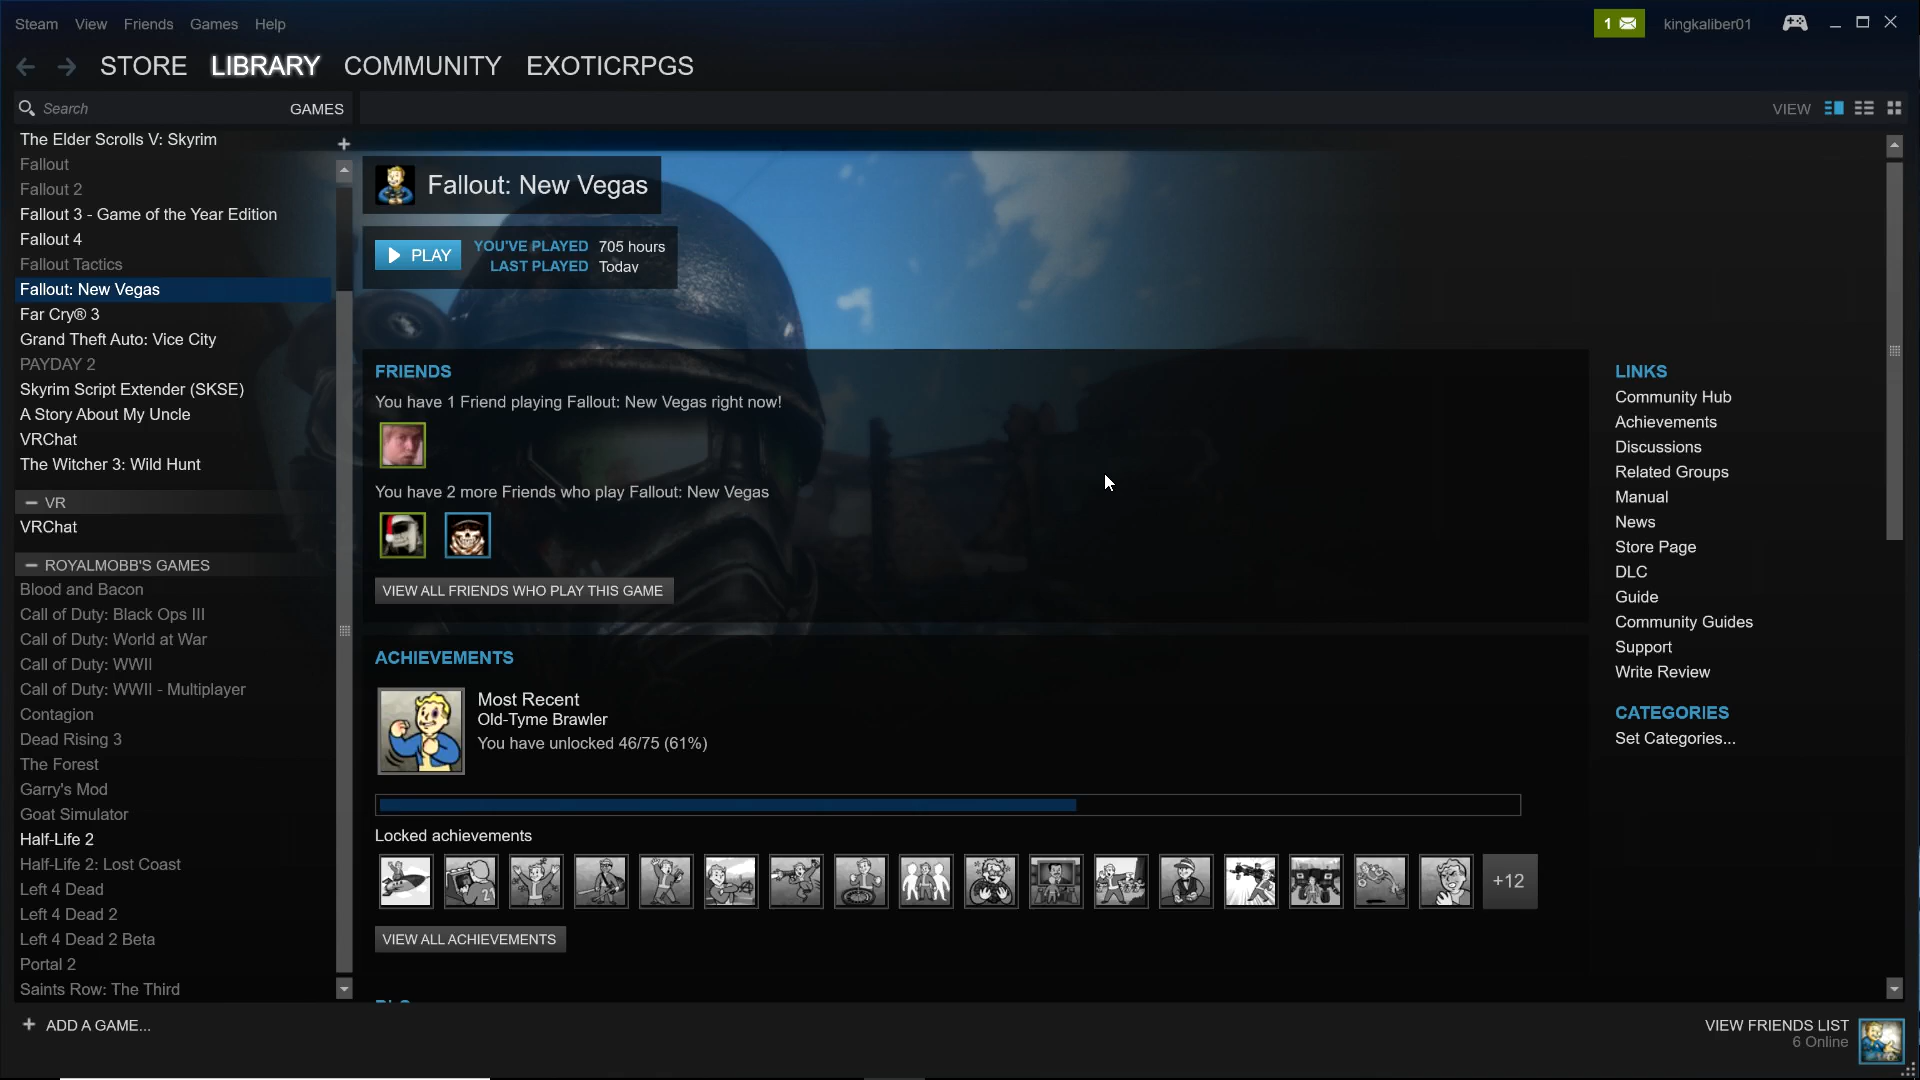 Steam View Friends Games Help
1
kingkaliber01
STORE LIBRARY COMMUNITY EXOTICRPGS
Search
GAMES
VIEW
The Elder Scrolls V: Skyrim
Fallout
Fallout 2
Fallout 3 - Game of the Year Edition
Fallout 4
Fallout Tactics
Fallout: New Vegas
Far Cry® 3
Grand Theft Auto: Vice City
PAYDAY 2
Skyrim Script Extender (SKSE)
A Story About My Uncle
VRChat
The Witcher 3: Wild Hunt
VR
VRChat
ROYALMOBB'S GAMES
Blood and Bacon
Call of Duty: Black Ops III
Call of Duty: World at War
Call of Duty: WWII
Call of Duty: WWII - Multiplayer
Contagion
Dead Rising 3
The Forest
Garry's Mod
Goat Simulator
Half-Life 2
Half-Life 2: Lost Coast
Left 4 Dead
Left 4 Dead 2
Left 4 Dead 2 Beta
Portal 2
Saints Row: The Third
+ ADD A GAME...
Fallout: New Vegas
PLAY
YOU'VE PLAYED 705 hours
LAST PLAYED Today
FRIENDS
You have 1 Friend playing Fallout: New Vegas right now!
You have 2 more Friends who play Fallout: New Vegas
VIEW ALL FRIENDS WHO PLAY THIS GAME
ACHIEVEMENTS
Most Recent
Old-Tyme Brawler
You have unlocked 46/75 (61%)
Locked achievements
+12
VIEW ALL ACHIEVEMENTS
LINKS
Community Hub
Achievements
Discussions
Related Groups
Manual
News
Store Page
DLC
Guide
Community Guides
Support
Write Review
CATEGORIES
Set Categories...
VIEW FRIENDS LIST
6 Online